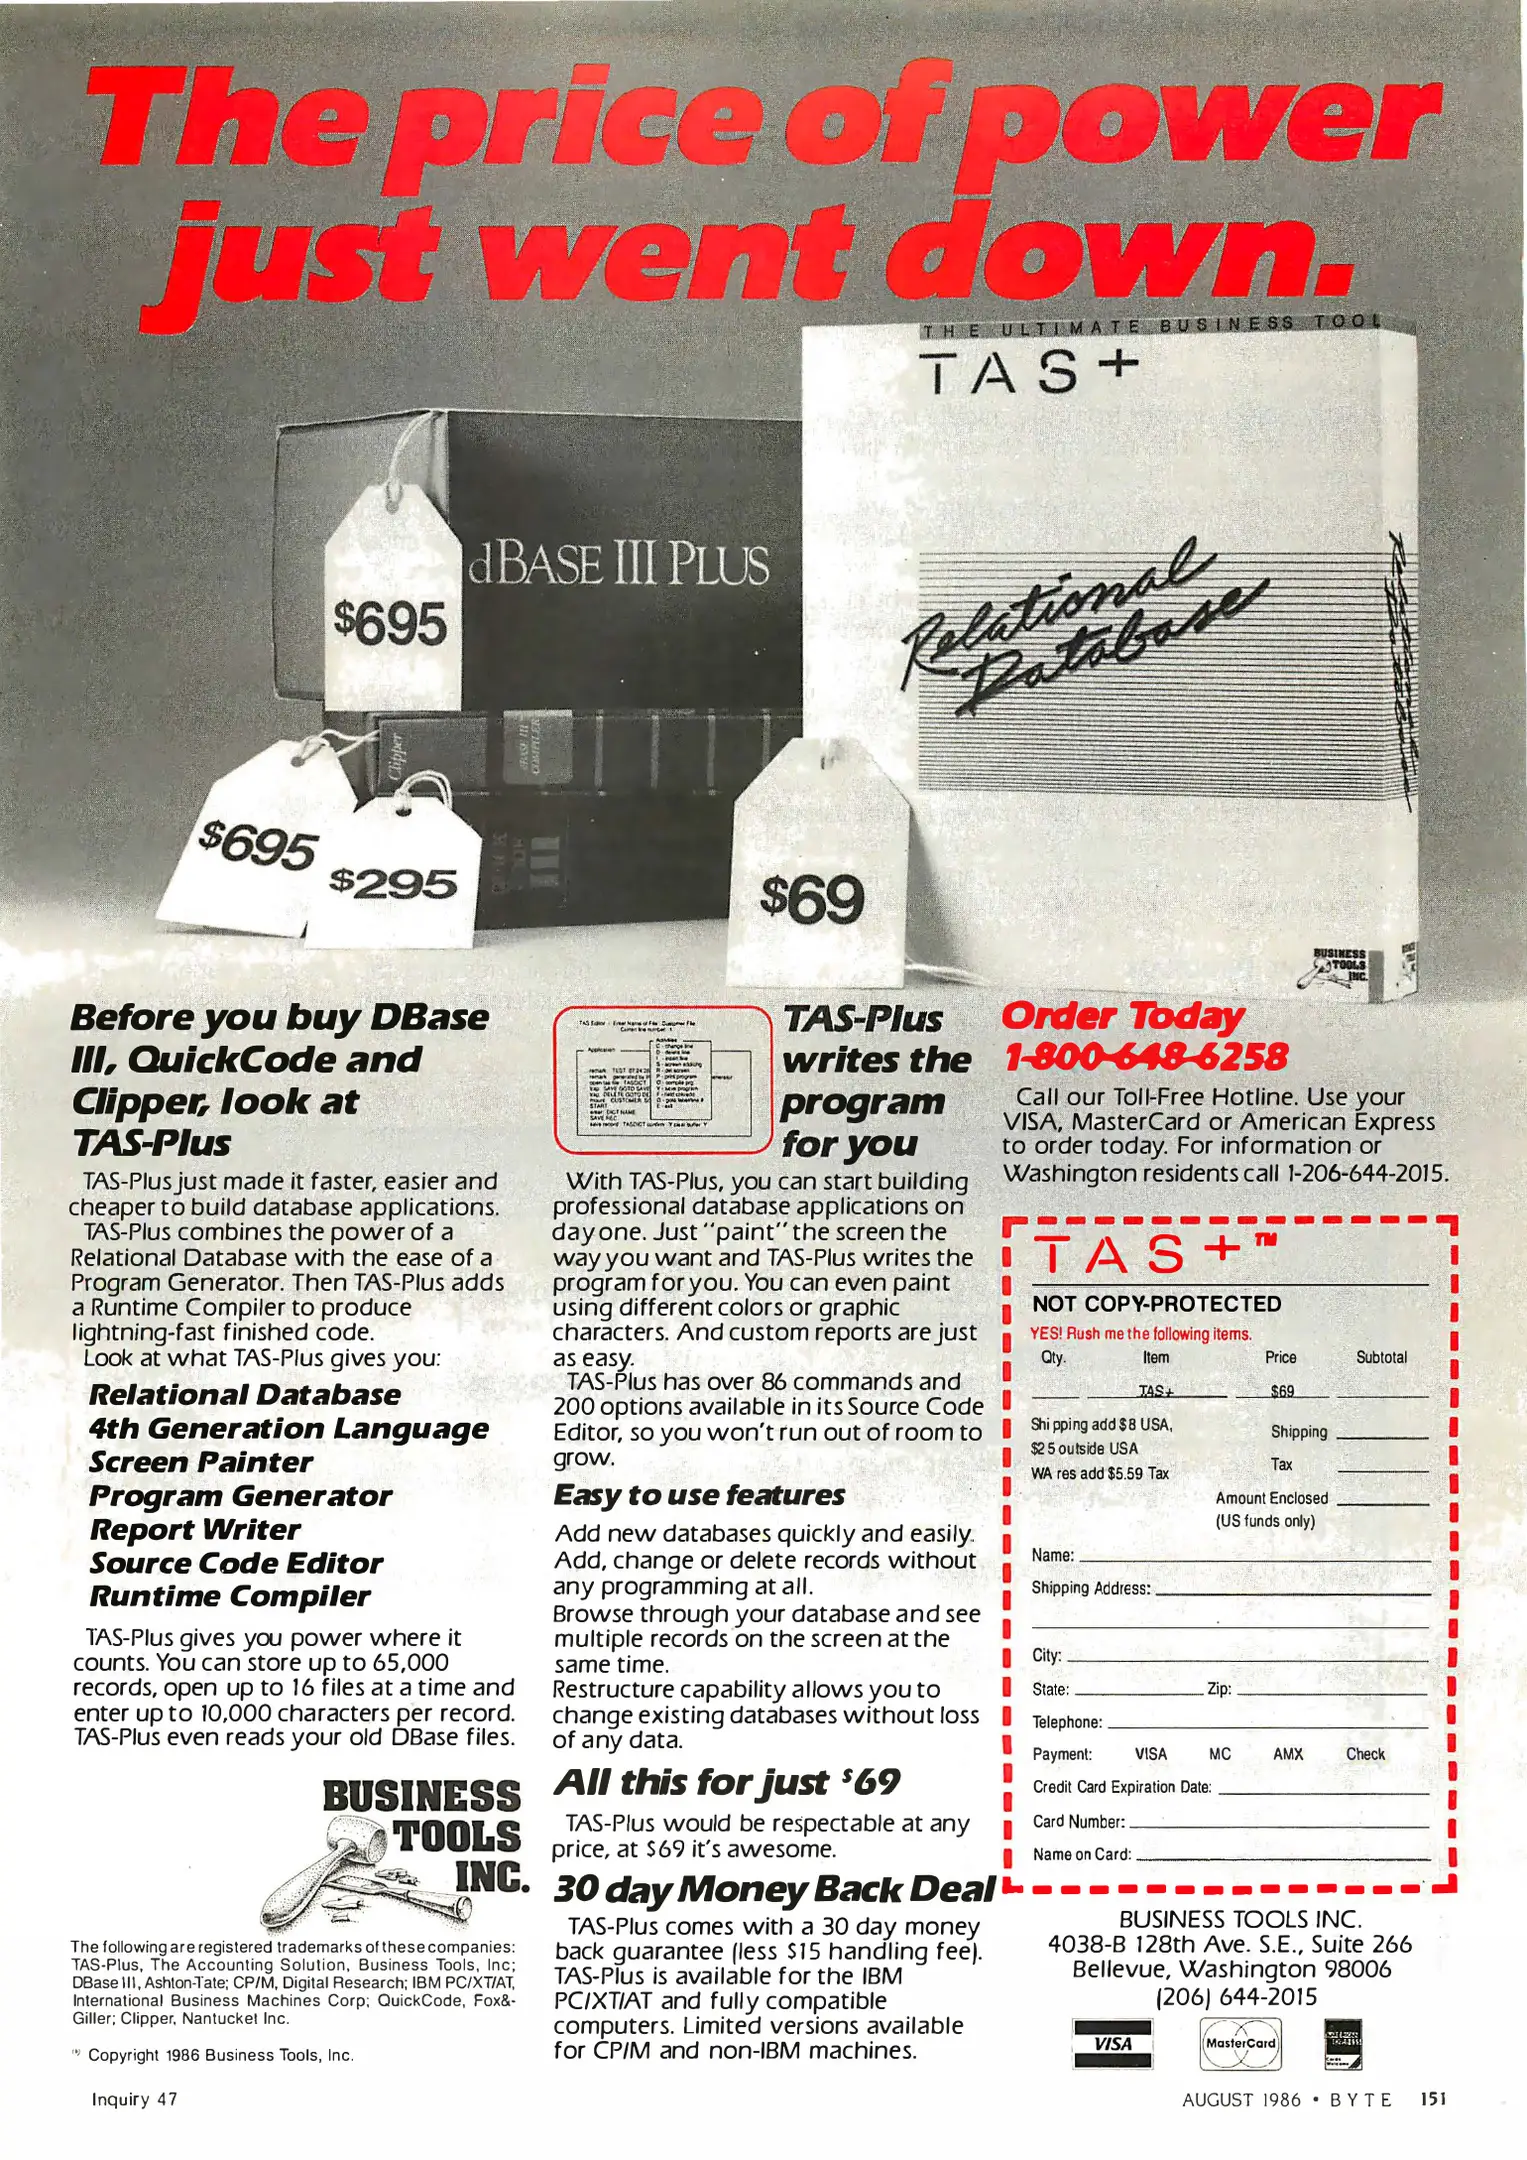 The price of power
just went down.
THE ULTIMATE BUSINESS TOOL
TAS+
dBASE III PLUS
$695
Relational
Database
Clipper
dBASE III
COMPILER
$695
$295
$69
BUSINESS
TOOLS
INC.
Before you buy DBase
III, QuickCode and
Clipper, look at
TAS-Plus
TAS-Plus just made it faster, easier and
cheaper to build database applications.
TAS-Plus combines the power of a
Relational Database with the ease of a
Program Generator. Then TAS-Plus adds
a Runtime Compiler to produce
lightning-fast finished code.
Look at what TAS-Plus gives you:
Relational Database
4th Generation Language
Screen Painter
Program Generator
Report Writer
Source Code Editor
Runtime Compiler
TAS-Plus gives you power where it
counts. You can store up to 65,000
records, open up to 16 files at a time and
enter up to 10,000 characters per record.
TAS-Plus even reads your old DBase files.
BUSINESS
TOOLS
INC.
The following are registered trademarks of these companies:
TAS-Plus, The Accounting Solution, Business Tools, Inc;
DBase III, Ashton-Tate; CP/M, Digital Research; IBM PC/XT/AT,
International Business Machines Corp; QuickCode, Fox&-
Giller; Clipper, Nantucket Inc.
Copyright 1986 Business Tools, Inc.
Inquiry 47
TAS-Plus
writes the
program
for you
With TAS-Plus, you can start building
professional database applications on
day one. Just "paint" the screen the
way you want and TAS-Plus writes the
program for you. You can even paint
using different colors or graphic
characters. And custom reports are just
as easy.
TAS-Plus has over 86 commands and
200 options available in its Source Code
Editor, so you won't run out of room to
grow.
Easy to use features
Add new databases quickly and easily.
Add, change or delete records without
any programming at all.
Browse through your database and see
multiple records on the screen at the
same time.
Restructure capability allows you to
change existing databases without loss
of any data.
All this for just $69
TAS-Plus would be respectable at any
price, at $69 it's awesome.
30 day Money Back Deal
TAS-Plus comes with a 30 day money
back guarantee (less $15 handling fee).
TAS-Plus is available for the IBM
PC/XT/AT and fully compatible
computers. Limited versions available
for CP/M and non-IBM machines.
Order Today
1-800-648-6258
Call our Toll-Free Hotline. Use your
VISA, MasterCard or American Express
to order today. For information or
Washington residents call 1-206-644-2015.
TAS+™
NOT COPY-PROTECTED
YES! Rush me the following items.
Qty. Item Price Subtotal
TAS+ $69
Shipping add $8 USA, Shipping
$25 outside USA
WA res add $5.59 Tax Tax
Amount Enclosed
(US funds only)
Name:
Shipping Address:
City:
State: Zip:
Telephone:
Payment: VISA MC AMX Check
Credit Card Expiration Date:
Card Number:
Name on Card:
BUSINESS TOOLS INC.
4038-B 128th Ave. S.E., Suite 266
Bellevue, Washington 98006
(206) 644-2015
VISA
MasterCard
AMERICAN
EXPRESS
AUGUST 1986 • BYTE 151